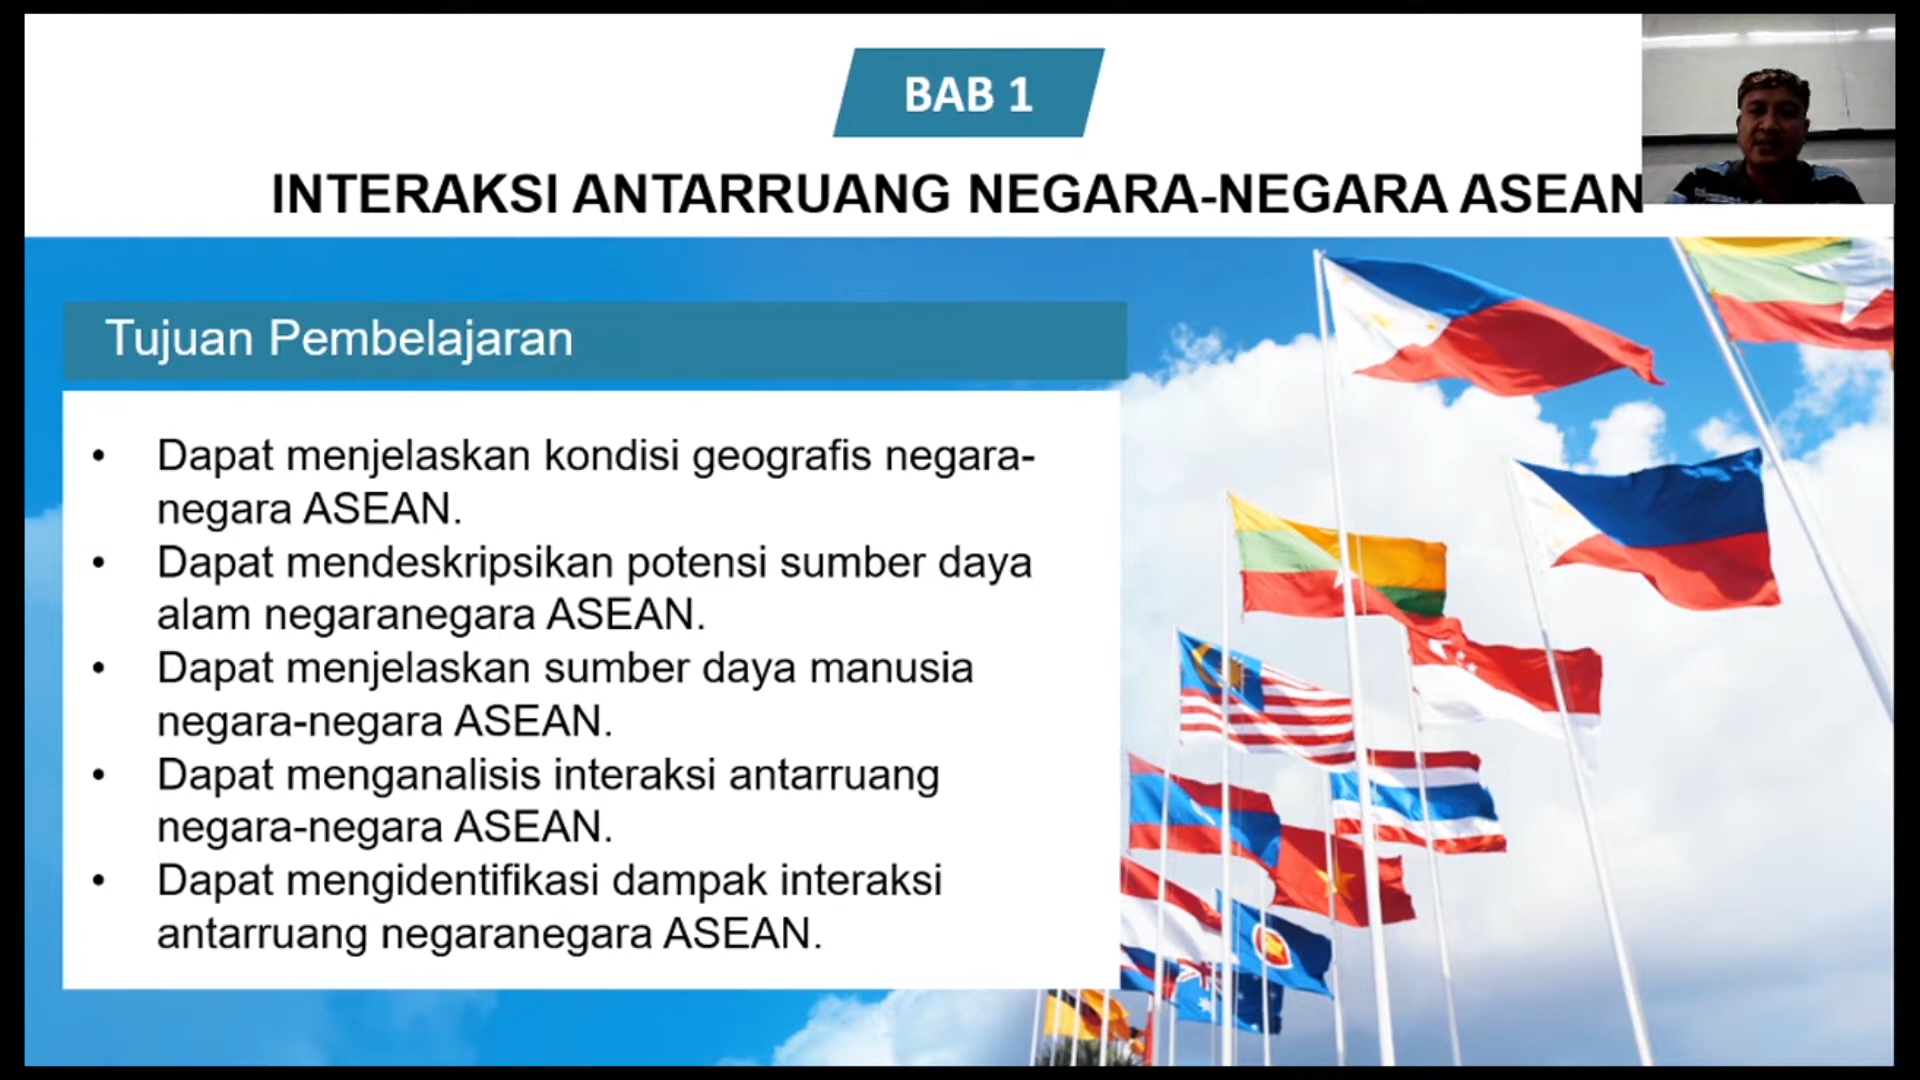 BAB 1
INTERAKSI ANTARRUANG NEGARA-NEGARA ASEAN
Tujuan Pembelajaran
• Dapat menjelaskan kondisi geografis negara-
negara ASEAN.
• Dapat mendeskripsikan potensi sumber daya
alam negaranegara ASEAN.
• Dapat menjelaskan sumber daya manusia
negara-negara ASEAN.
• Dapat menganalisis interaksi antarruang
negara-negara ASEAN.
• Dapat mengidentifikasi dampak interaksi
antarruang negaranegara ASEAN.